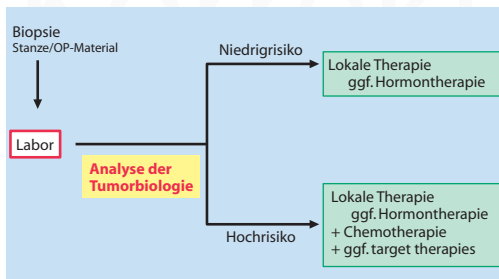 Biopsie
Stanze/OP-Material
Labor
Analyse der
Tumorbiologie
Niedrigrisiko
Lokale Therapie
ggf. Hormontherapie
Hochrisiko
Lokale Therapie
ggf. Hormontherapie
+ Chemotherapie
+ ggf. target therapies